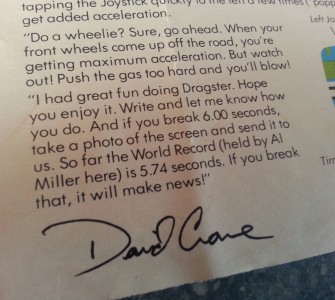 tapping the Joystick quickly to the left a few times (
get added acceleration.
"Do a wheelie? Sure, go ahead. When your
front wheels come up off the road, you're
getting maximum acceleration. But watch
out! Push the gas too hard and you'll blow!
"I had great fun doing Dragster. Hope
you enjoy it. Write and let me know how
you do. And if you break 6.00 seconds,
take a photo of the screen and send it to
us. So far the World Record (held by Al
Miller here) is 5.74 seconds. If you break
that, it will make news!"
David Crane
Left Jo
Tim